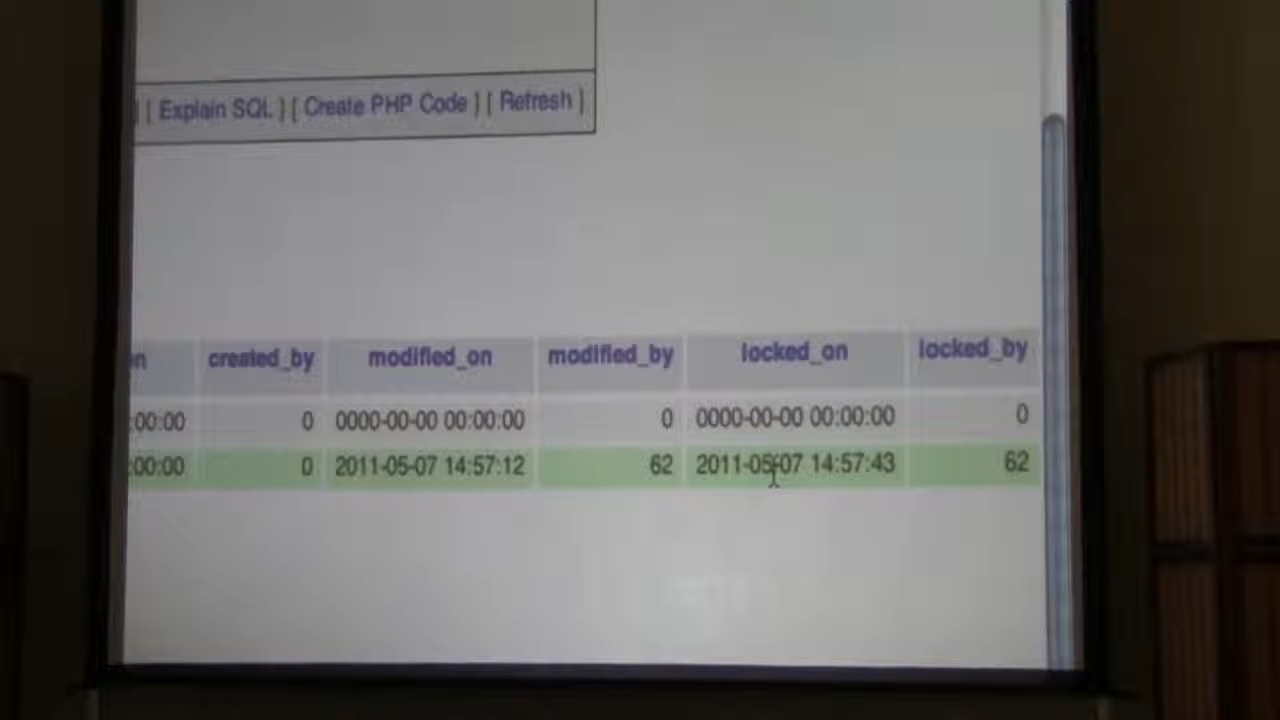 ] [ Explain SQL ] [ Create PHP Code ] [ Refresh ]
n created_by modified_on modified_by locked_on locked_by
:00:00 0 0000-00-00 00:00:00 0 0000-00-00 00:00:00 0
:00:00 0 2011-05-07 14:57:12 62 2011-05-07 14:57:43 62